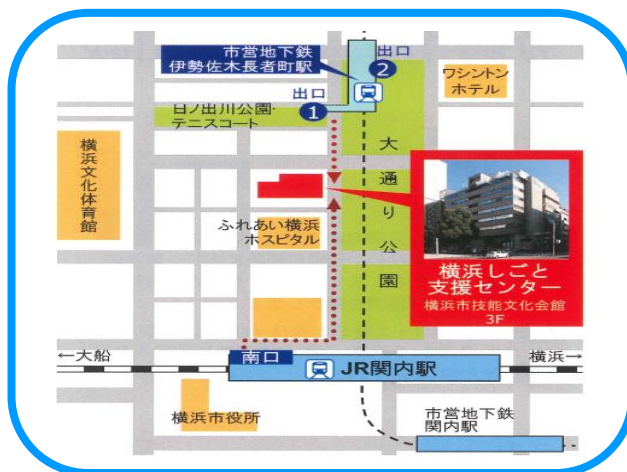 市営地下鉄
伊勢佐木長者町駅
出口
2
出口
1
ワシントン
ホテル
日ノ出川公園・
テニスコート
横浜文化体育館
大通り公園
ふれあい横浜
ホスピタル
横浜しごと
支援センター
横浜市技能文化会館
3F
←大船
南口
JR関内駅
横浜→
横浜市役所
市営地下鉄
関内駅